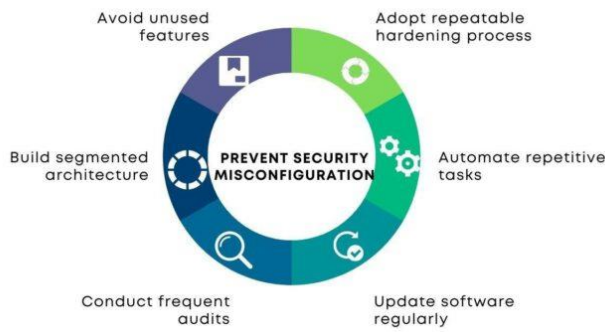 Avoid unused
features
Adopt repeatable
hardening process
Build segmented
architecture
PREVENT SECURITY
MISCONFIGURATION
Automate repetitive
tasks
Conduct frequent
audits
Update software
regularly